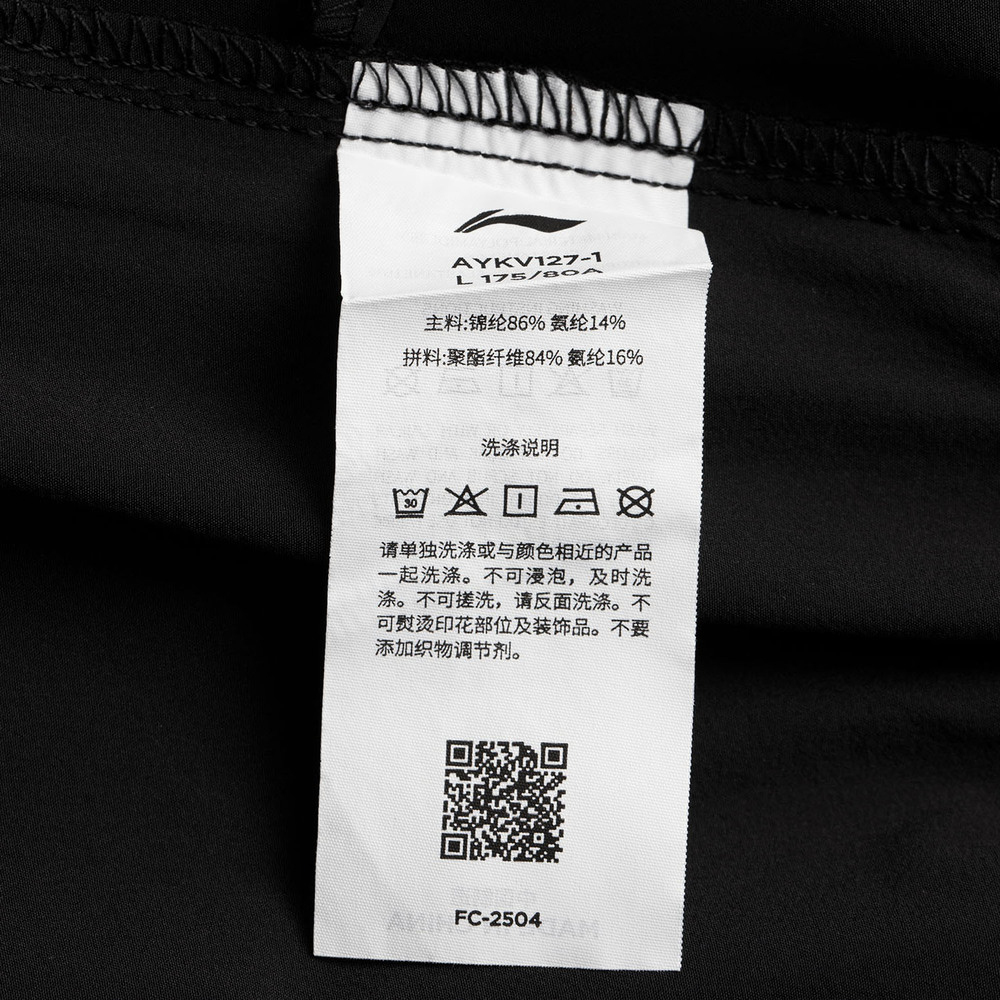 AYKV127-1
L 175/80A
主料:锦纶86% 氨纶14%
拼料:聚酯纤维84% 氨纶16%
洗涤说明
30
请单独洗涤或与颜色相近的产品
一起洗涤。不可浸泡，及时洗
涤。不可搓洗，请反面洗涤。不
可熨烫印花部位及装饰品。不要
添加织物调节剂。
FC-2504